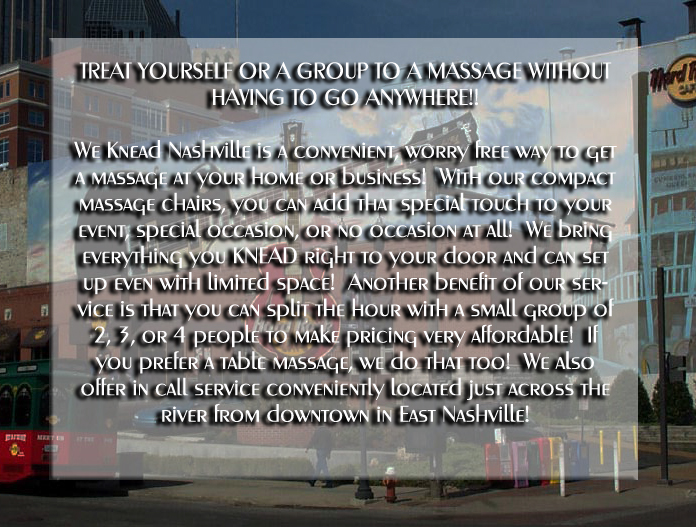 TREAT YOURSELF OR A GROUP TO A MASSAGE WITHOUT
HAVING TO GO ANYWHERE!!
We Knead Nashville is a convenient, worry free way to get
a massage at your home or business! With our compact
massage chairs, you can add that special touch to your
event, special occasion, or no occasion at all! We bring
everything you KNEAD right to your door and can set
up even with limited space! Another benefit of our ser-
vice is that you can split the hour with a small group of
2, 3, or 4 people to make pricing very affordable! If
you prefer a table massage, we do that too! We also
offer in call service conveniently located just across the
river from downtown in East Nashville!